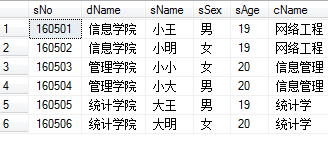 sNo dName sName sSex sAge cName
1 160501 信息学院 小王 男 19 网络工程
2 160502 信息学院 小明 女 19 网络工程
3 160503 管理学院 小小 女 20 信息管理
4 160504 管理学院 小大 男 20 信息管理
5 160505 统计学院 大王 男 19 统计学
6 160506 统计学院 大明 女 20 统计学